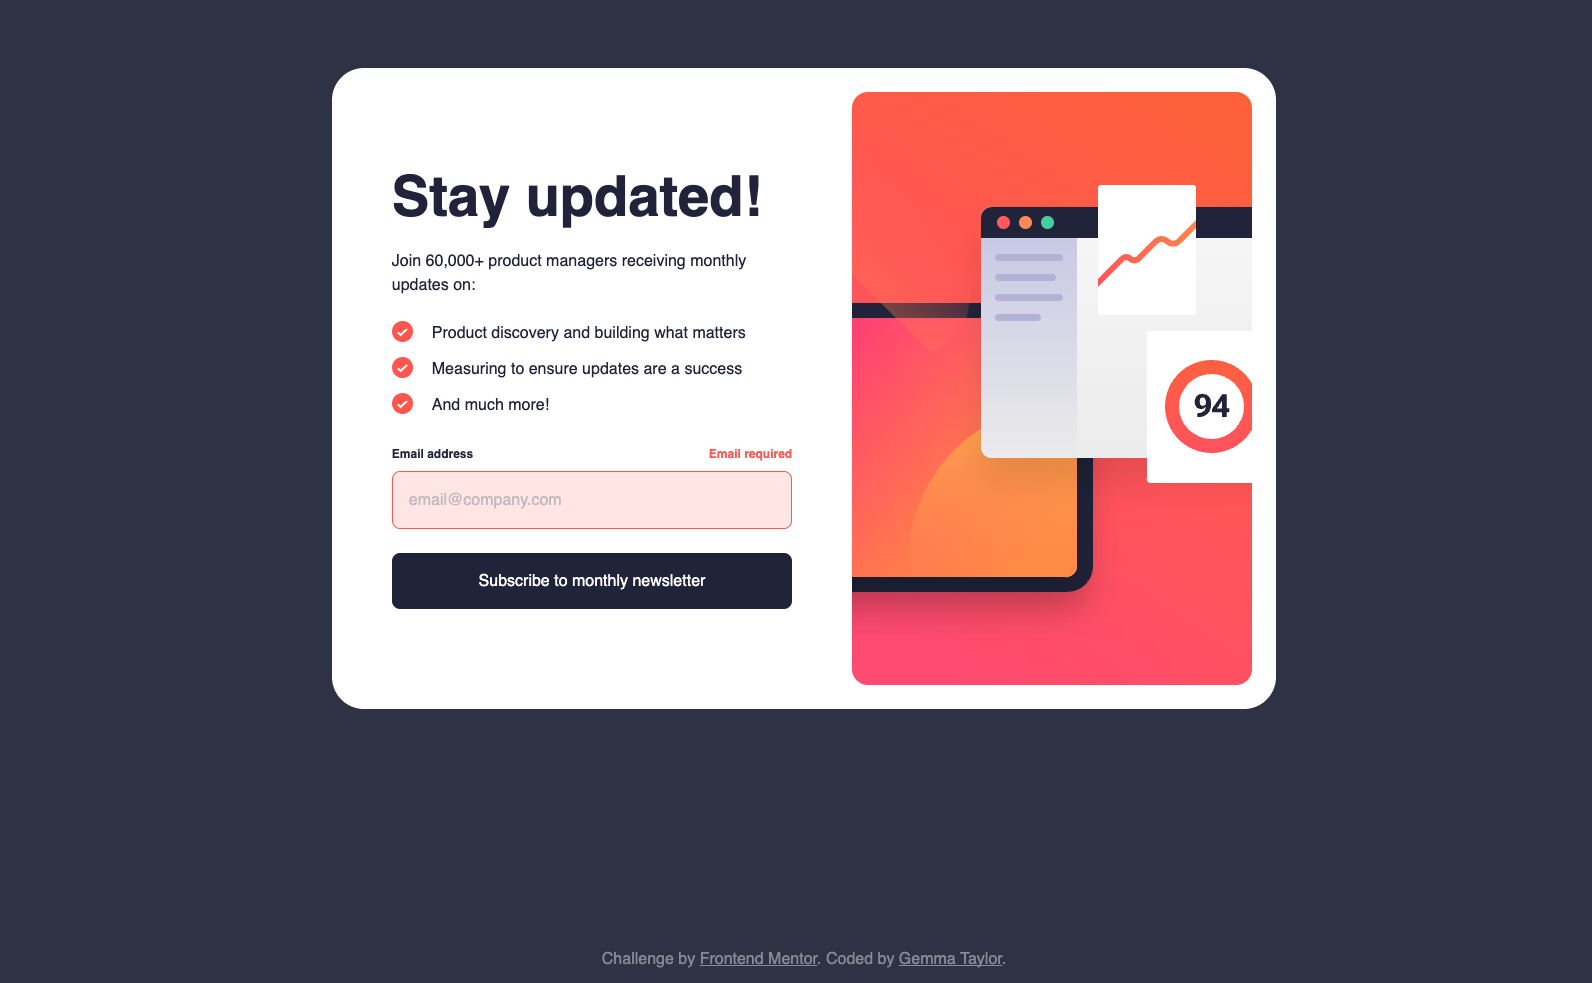 Stay updated!
Join 60,000+ product managers receiving monthly
updates on:
Product discovery and building what matters
Measuring to ensure updates are a success
And much more!
Email address
Email required
email@company.com
Subscribe to monthly newsletter
94
Challenge by Frontend Mentor. Coded by Gemma Taylor.